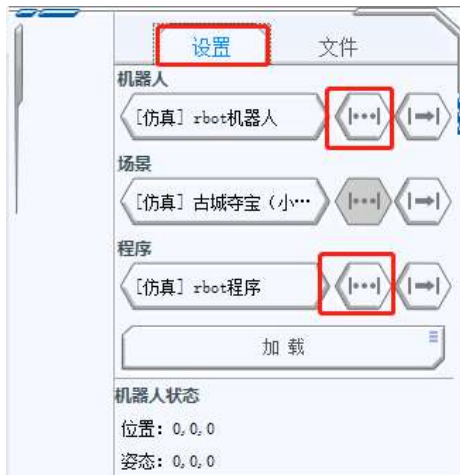 设置 文件
机器人
[仿真] rbot机器人
场景
[仿真] 古城夺宝（小…
程序
[仿真] rbot程序
加 载
机器人状态
位置：0,0,0
姿态：0,0,0